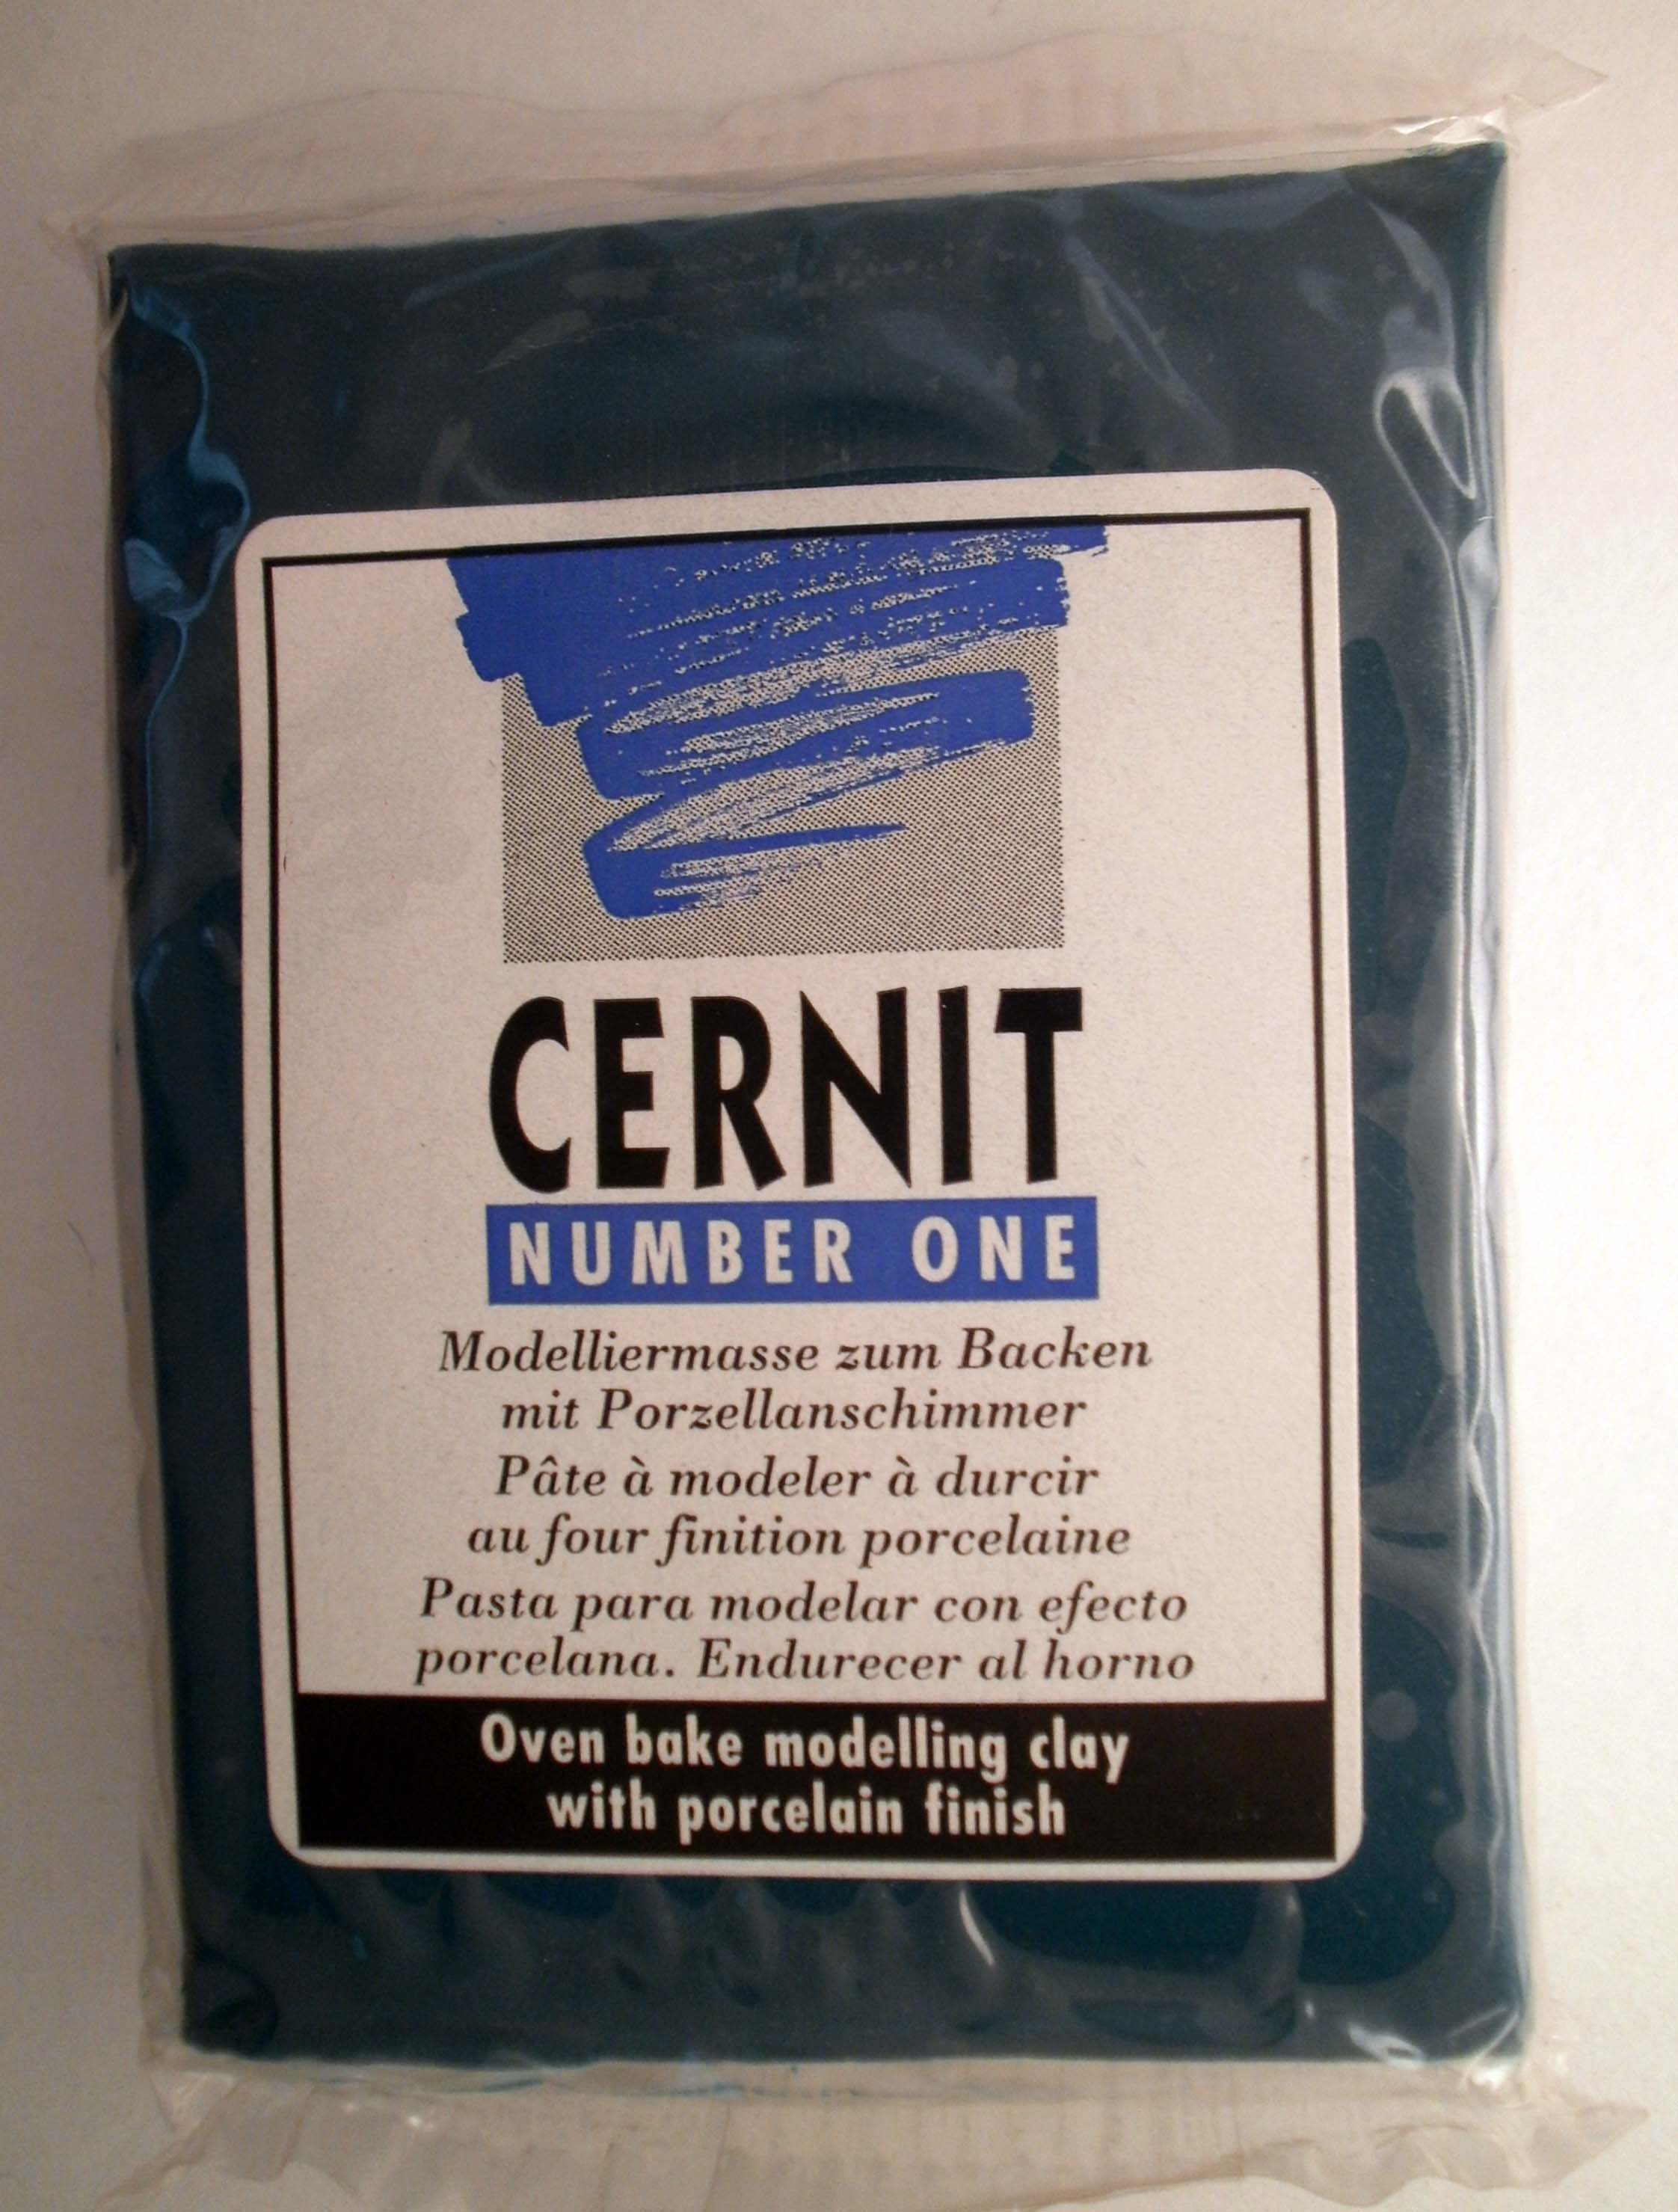 CERNIT
NUMBER ONE
Modelliermasse zum Backen
mit Porzellanschimmer
Pâte à modeler à durcir
au four finition porcelaine
Pasta para modelar con efecto
porcelana. Endurecer al horno
Oven bake modelling clay
with porcelain finish